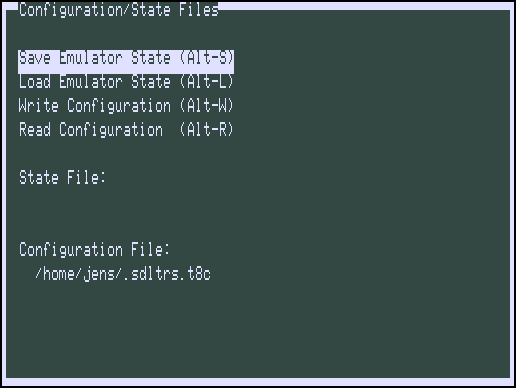 Configuration/State Files
Save Emulator State (Alt-S)
Load Emulator State (Alt-L)
Write Configuration (Alt-W)
Read Configuration  (Alt-R)
State File:
Configuration File:
/home/jens/.sdltrs.t8c